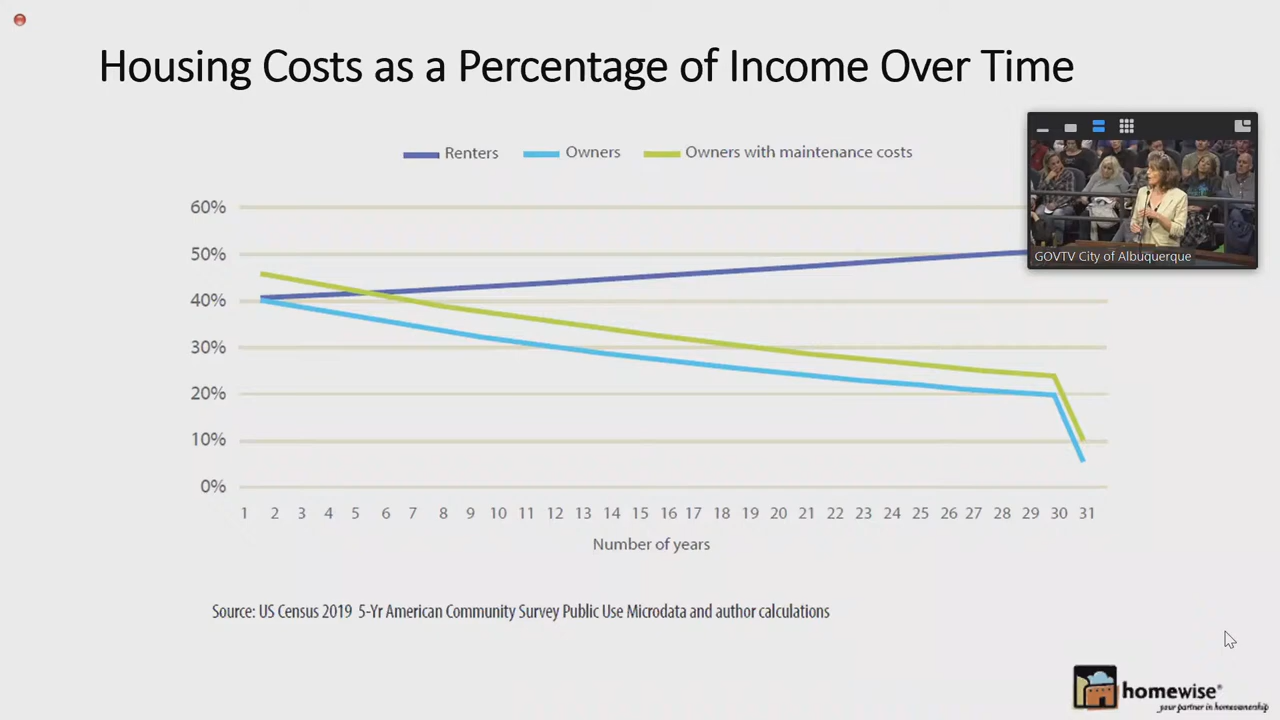 Housing Costs as a Percentage of Income Over Time
Renters Owners Owners with maintenance costs
GOVTV City of Albuquerque
60%
50%
40%
30%
20%
10%
0%
1 2 3 4 5 6 7 8 9 10 11 12 13 14 15 16 17 18 19 20 21 22 23 24 25 26 27 28 29 30 31
Number of years
Source: US Census 2019 5-Yr American Community Survey Public Use Microdata and author calculations
homewise®
your partner in homeownership